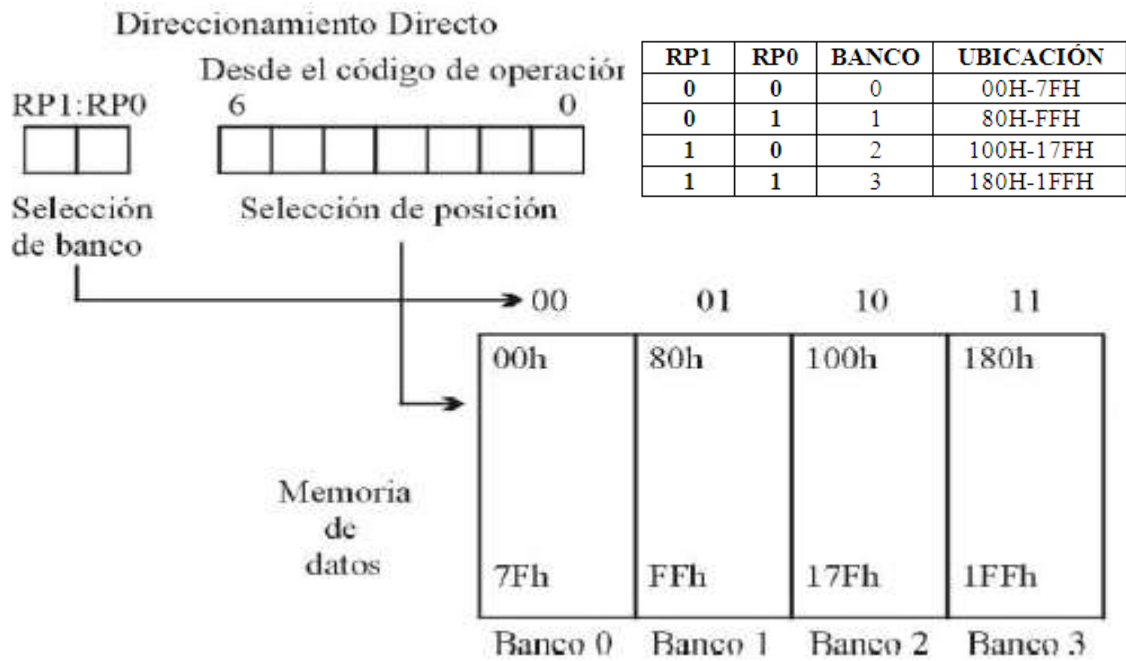 Direccionamiento Directo
Desde el código de operación
RP1:RP0
6 0
Selección
de banco
Selección de posición
RP1 RP0 BANCO UBICACIÓN
0 0 0 00H-7FH
0 1 1 80H-FFH
1 0 2 100H-17FH
1 1 3 180H-1FFH
00 01 10 11
00h 80h 100h 180h
Memoria
de
datos
7Fh FFh 17Fh 1FFh
Banco 0 Banco 1 Banco 2 Banco 3